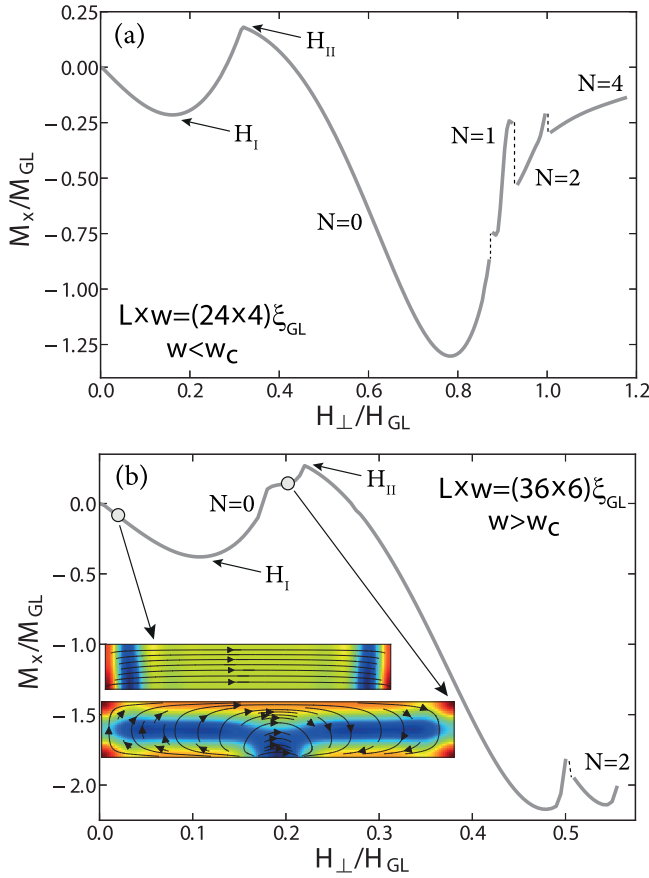 (a)
0.00
−0.25
−0.50
−0.75
−1.00
−1.25
M_x/M_GL
H_II
H_I
N=0
N=1
N=2
N=4
L×w=(24×4)ξ_GL
w<w_c
0.0 0.2 0.4 0.6 0.8 1.0 1.2
H_⊥/H_GL
(b)
0.0
−0.5
−1.0
−1.5
−2.0
M_x/M_GL
N=0
H_II
H_I
L×w=(36×6)ξ_GL
w>w_c
N=2
0.0 0.1 0.2 0.3 0.4 0.5
H_⊥/H_GL